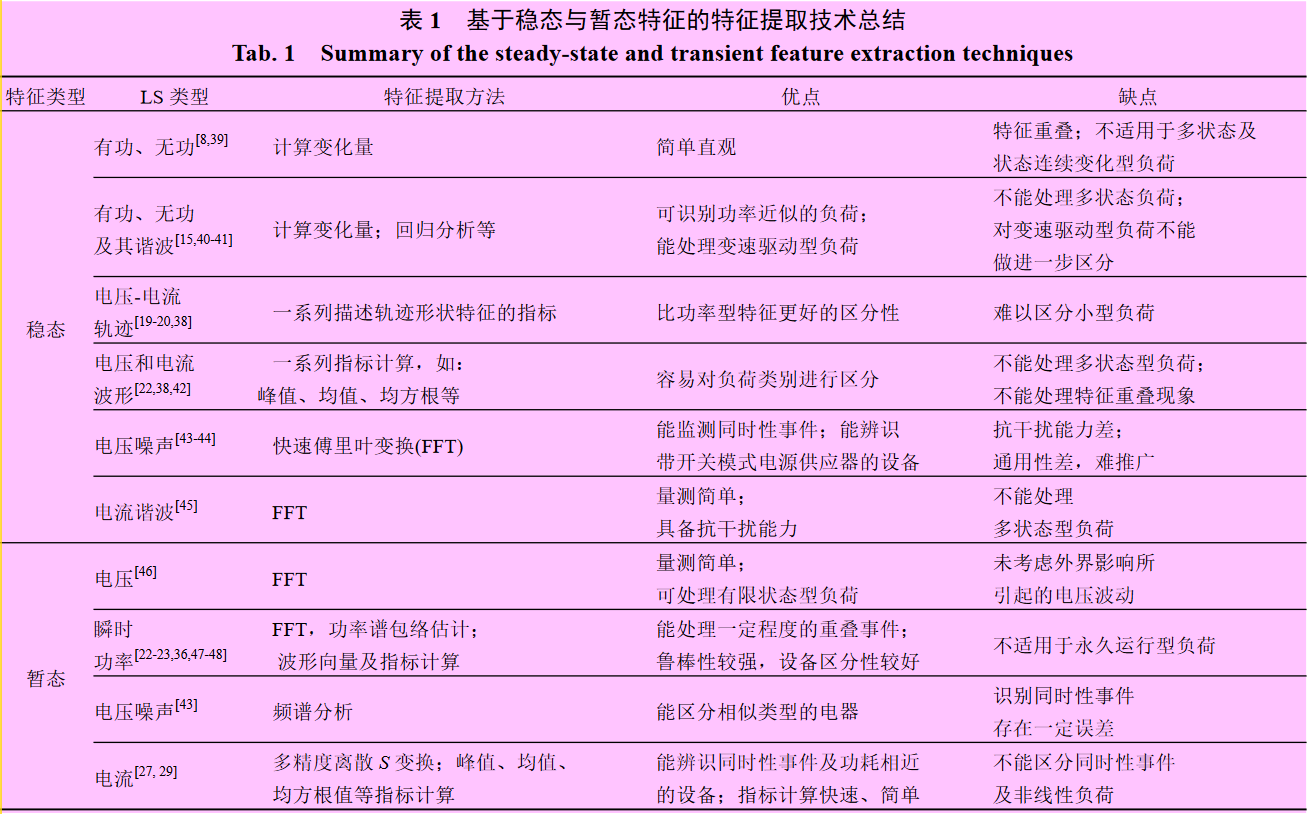 表 1 基于稳态与暂态特征的特征提取技术总结
Tab. 1 Summary of the steady-state and transient feature extraction techniques
特征类型 LS 类型 特征提取方法 优点 缺点
稳态
有功、无功[8,39]
计算变化量
简单直观
特征重叠；不适用于多状态及
状态连续变化型负荷
有功、无功
及其谐波[15,40-41]
计算变化量；回归分析等
可识别功率近似的负荷；
能处理变速驱动型负荷
不能处理多状态负荷；
对变速驱动型负荷不能
做进一步区分
电压-电流
轨迹[19-20,38]
一系列描述轨迹形状特征的指标
比功率型特征更好的区分性
难以区分小型负荷
电压和电流
波形[22,38,42]
一系列指标计算，如：
峰值、均值、均方根等
容易对负荷类别进行区分
不能处理多状态型负荷；
不能处理特征重叠现象
电压噪声[43-44]
快速傅里叶变换(FFT)
能监测同时性事件；能辨识
带开关模式电源供应器的设备
抗干扰能力差；
通用性差，难推广
电流谐波[45]
FFT
量测简单；
具备抗干扰能力
不能处理
多状态型负荷
暂态
电压[46]
FFT
量测简单；
可处理有限状态型负荷
未考虑外界影响所
引起的电压波动
瞬时
功率[22-23,36,47-48]
FFT，功率谱包络估计；
波形向量及指标计算
能处理一定程度的重叠事件；
鲁棒性较强，设备区分性较好
不适用于永久运行型负荷
电压噪声[43]
频谱分析
能区分相似类型的电器
识别同时性事件
存在一定误差
电流[27, 29]
多精度离散 S 变换；峰值、均值、
均方根值等指标计算
能辨识同时性事件及功耗相近
的设备；指标计算快速、简单
不能区分同时性事件
及非线性负荷